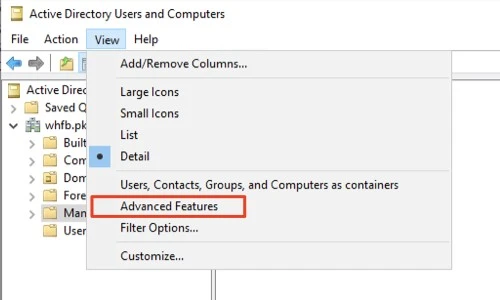 Active Directory Users and Computers
File Action View Help
Add/Remove Columns...
Large Icons
Small Icons
List
Detail
Users, Contacts, Groups, and Computers as containers
Advanced Features
Filter Options...
Customize...
Active Direc
Saved Q
whfb.pk
Built
Com
Dom
Fore
Man
User